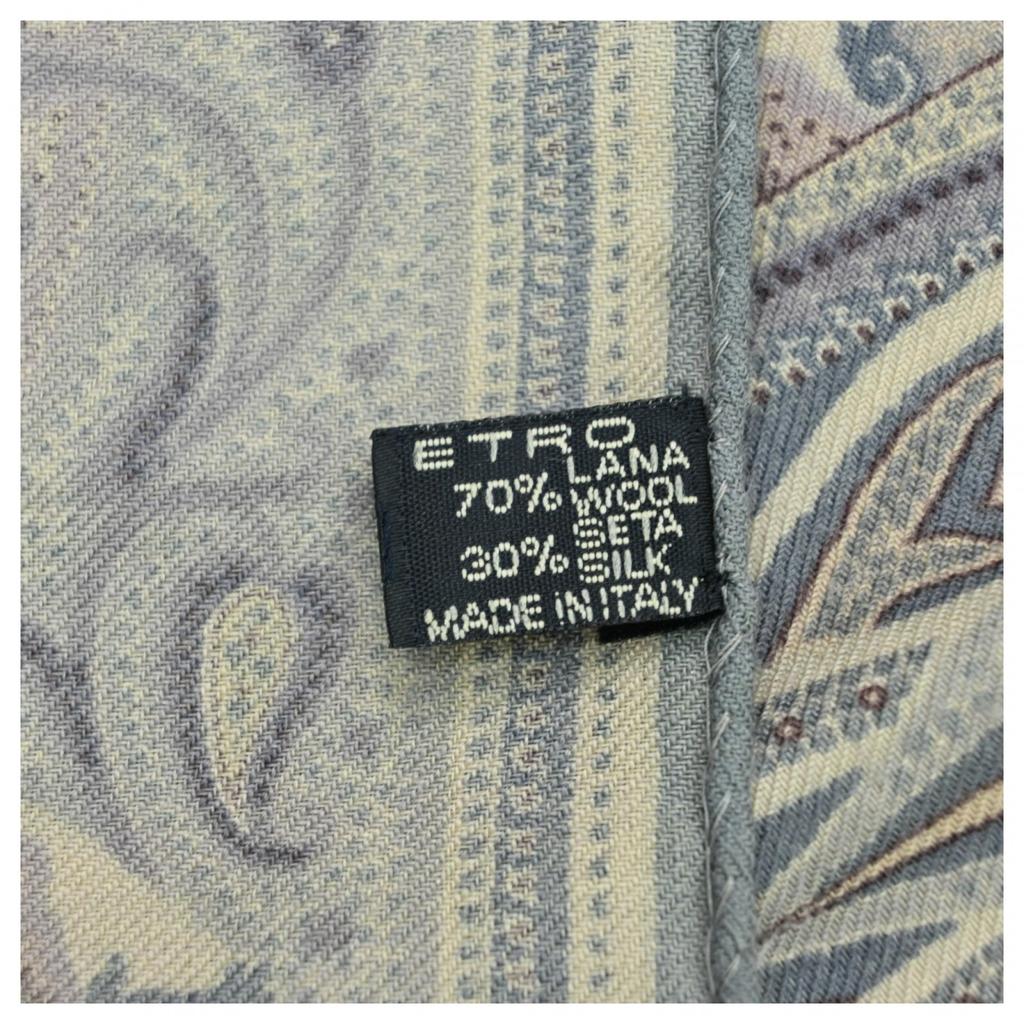 ETRO
LANA
70% WOOL
SETA
30% SILK
MADE IN ITALY